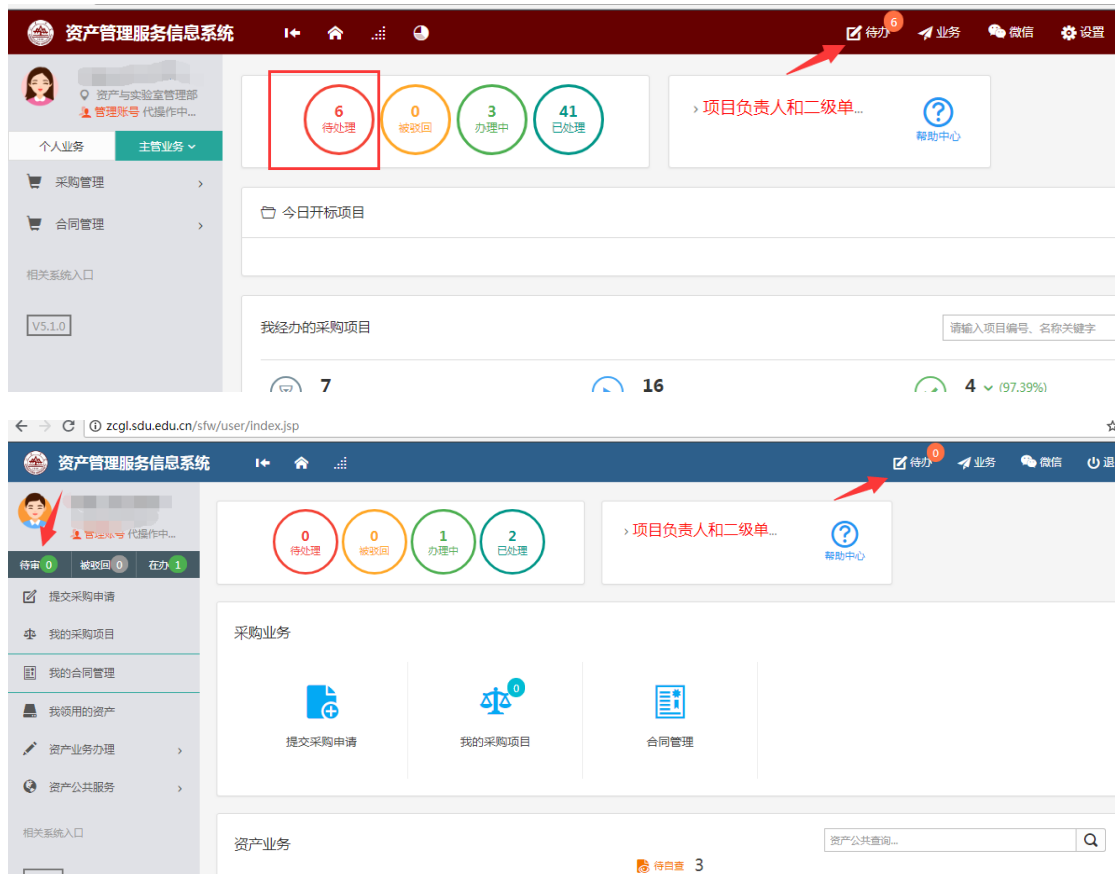 资产管理服务信息系统
待办 6
业务
微信
设置
资产与实验室管理部
管理账号 代操作中...
个人业务
主管业务
采购管理
合同管理
相关系统入口
V5.1.0
6 待处理
0 被驳回
3 办理中
41 已处理
项目负责人和二级单...
帮助中心
今日开标项目
我经办的采购项目
请输入项目编号、名称关键字
7
16
4 (97.39%)
zcgl.sdu.edu.cn/sfw/user/index.jsp
资产管理服务信息系统
待办 0
业务
微信
退
管理账号 代操作中...
待审 0
被驳回 0
在办 1
提交采购申请
我的采购项目
我的合同管理
我领用的资产
资产业务办理
资产公共服务
相关系统入口
0 待处理
0 被驳回
1 办理中
2 已处理
项目负责人和二级单...
帮助中心
采购业务
提交采购申请
0
我的采购项目
合同管理
资产业务
资产公共查询...
待自查 3